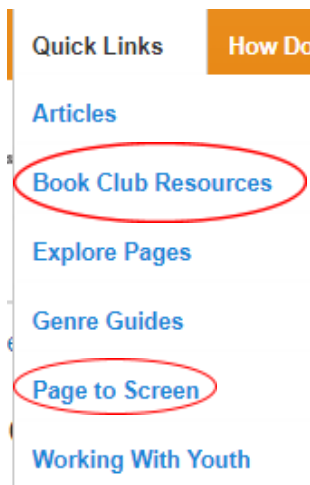 Quick Links How Do
Articles
Book Club Resources
Explore Pages
Genre Guides
Page to Screen
Working With Youth